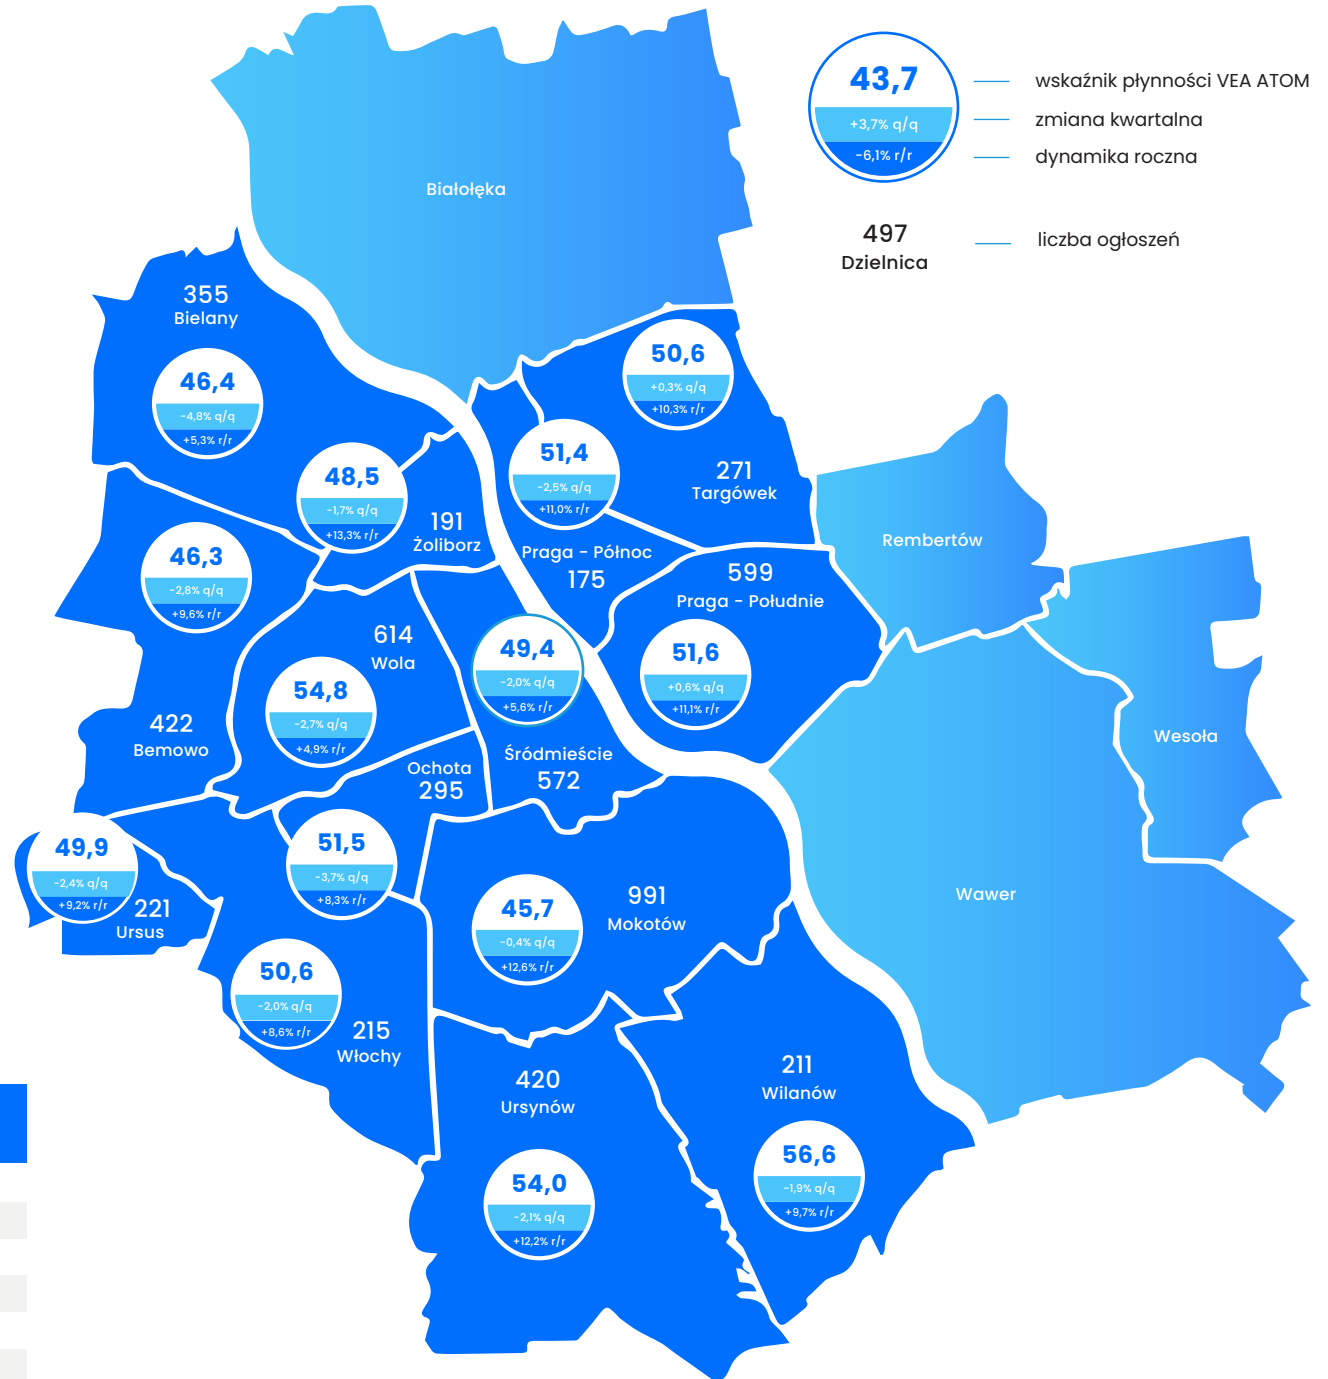 43,7
+3,7% q/q
-6,1% r/r
wskaźnik płynności VEA ATOM
zmiana kwartalna
dynamika roczna
497
Dzielnica
liczba ogłoszeń
Białołęka
355
Bielany
46,4
-4,8% q/q
+5,3% r/r
50,6
+0,3% q/q
+10,3% r/r
271
Targówek
51,4
-2,5% q/q
+11,0% r/r
Praga - Północ
175
48,5
-1,7% q/q
+13,3% r/r
191
Żoliborz
Rembertów
46,3
-2,8% q/q
+9,6% r/r
422
Bemowo
599
Praga - Południe
51,6
+0,6% q/q
+11,1% r/r
614
Wola
54,8
-2,7% q/q
+4,9% r/r
49,4
-2,0% q/q
+5,6% r/r
Śródmieście
572
Wesoła
Ochota
295
51,5
-3,7% q/q
+8,3% r/r
49,9
-2,4% q/q
+9,2% r/r
221
Ursus
45,7
-0,4% q/q
+12,6% r/r
991
Mokotów
Wawer
50,6
-2,0% q/q
+8,6% r/r
215
Włochy
420
Ursynów
54,0
-2,1% q/q
+12,2% r/r
211
Wilanów
56,6
-1,9% q/q
+9,7% r/r